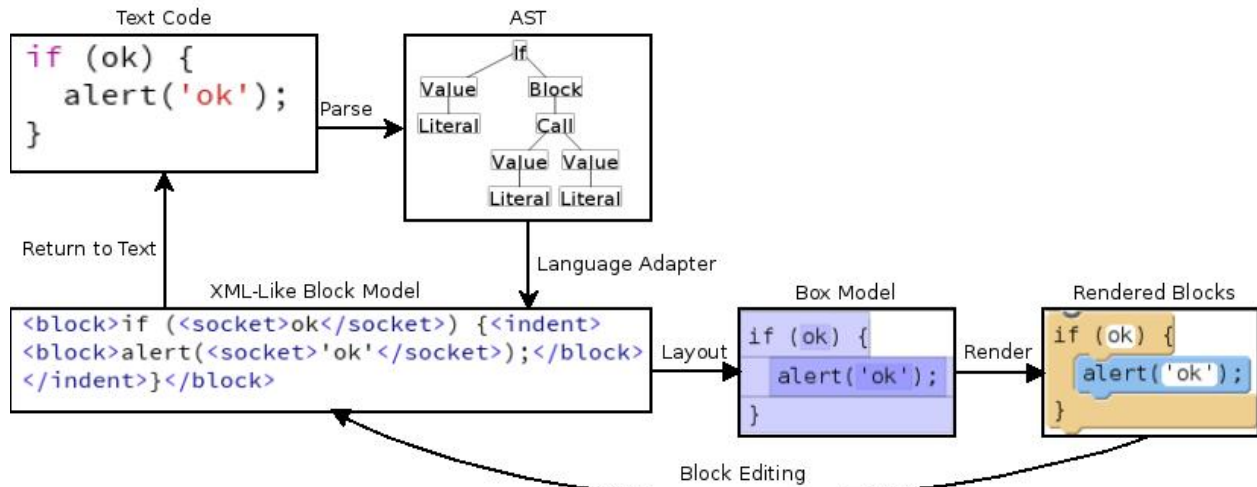 Text Code
if (ok) {
alert('ok');
}
Parse
AST
If
Value Block
Literal Call
Value Value
Literal Literal
Return to Text
Language Adapter
XML-Like Block Model
<block>if (<socket>ok</socket>) {<indent>
<block>alert(<socket>'ok'</socket>);</block>
</indent>}</block>
Layout
Box Model
if (ok) {
alert('ok');
}
Render
Rendered Blocks
if (ok) {
alert('ok');
}
Block Editing